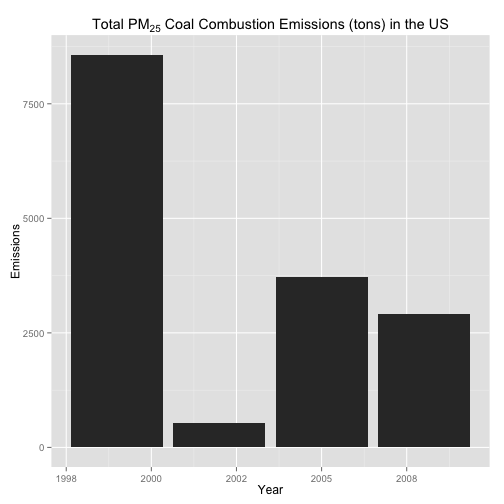 Total PM₂₅ Coal Combustion Emissions (tons) in the US
7500
5000
2500
0
Emissions
1998 2000 2002 2005 2008
Year